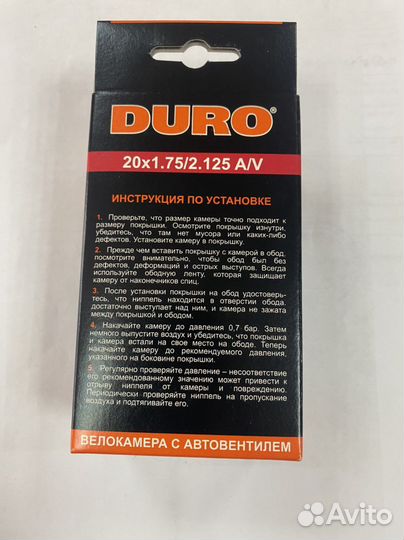 DURO®
20x1.75/2.125 A/V
ИНСТРУКЦИЯ ПО УСТАНОВКЕ
1. Проверьте, что размер камеры точно подходит к
размеру покрышки. Осмотрите покрышку изнутри,
убедитесь, что там нет мусора или каких-либо
дефектов. Установите камеру в покрышку.
2. Прежде чем вставить покрышку с камерой в обод,
посмотрите внимательно, чтобы обод был без
дефектов, деформаций и острых выступов. Всегда
используйте ободную ленту, которая защищает
камеру от наконечников спиц.
3. После установки покрышки на обод удостоверь-
тесь, что ниппель находится в отверстии обода,
достаточно выступает над ним, и камера не зажата
между покрышкой и ободом.
4. Накачайте камеру до давления 0,7 бар. Затем
немного выпустите воздух и убедитесь, что покрышка
и камера встали на свое место на ободе. Теперь
накачайте камеру до рекомендуемого давления,
указанного на боковине покрышки.
5. Регулярно проверяйте давление – несоответствие
его рекомендованному значению может привести к
отрыву ниппеля от камеры и повреждению.
Периодически проверяйте ниппель на пропускание
воздуха и подтягивайте его.
ВЕЛОКАМЕРА С АВТОВЕНТИЛЕМ
Avito